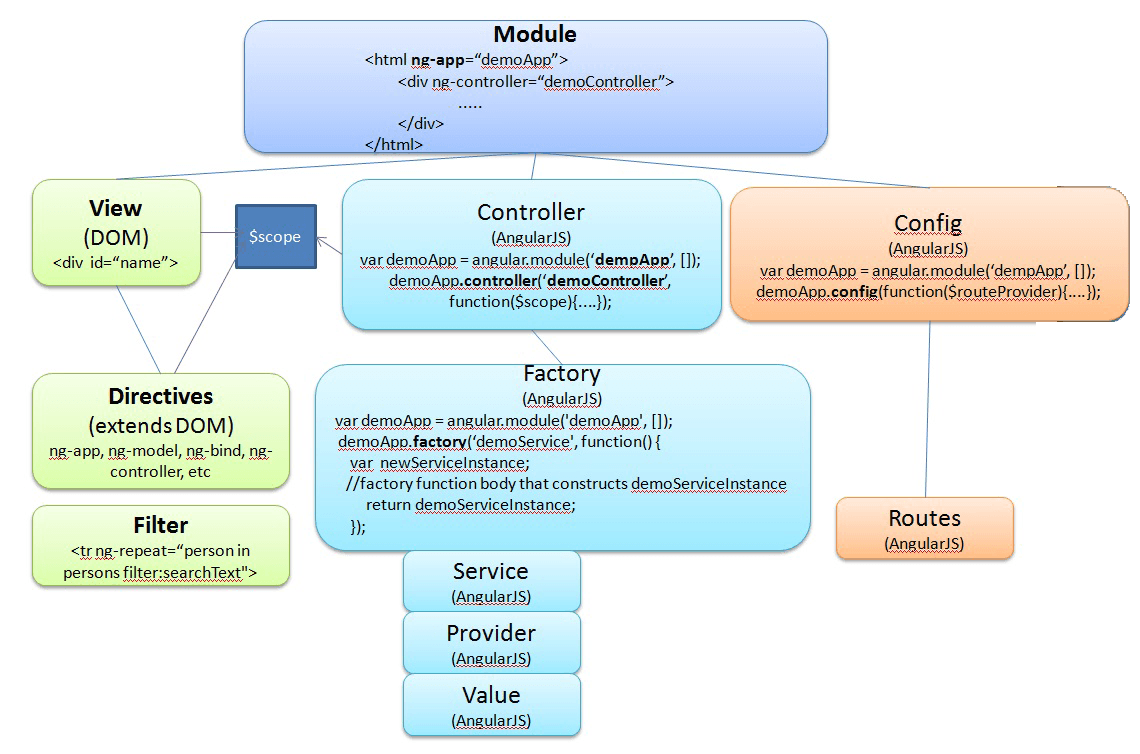 Module
<html ng-app=“demoApp”>
<div ng-controller=“demoController”>
.....
</div>
</html>
View
(DOM)
<div id=“name”>
$scope
Controller
(AngularJS)
var demoApp = angular.module(‘dempApp’, []);
demoApp.controller(‘demoController’,
function($scope){....});
Config
(AngularJS)
var demoApp = angular.module(‘dempApp’, []);
demoApp.config(function($routeProvider){....});
Directives
(extends DOM)
ng-app, ng-model, ng-bind, ng-
controller, etc
Filter
<tr ng-repeat=“person in
persons filter:searchText">
Factory
(AngularJS)
var demoApp = angular.module('demoApp', []);
demoApp.factory(‘demoService', function() {
var newServiceInstance;
//factory function body that constructs demoServiceInstance
return demoServiceInstance;
});
Service
(AngularJS)
Provider
(AngularJS)
Value
(AngularJS)
Routes
(AngularJS)